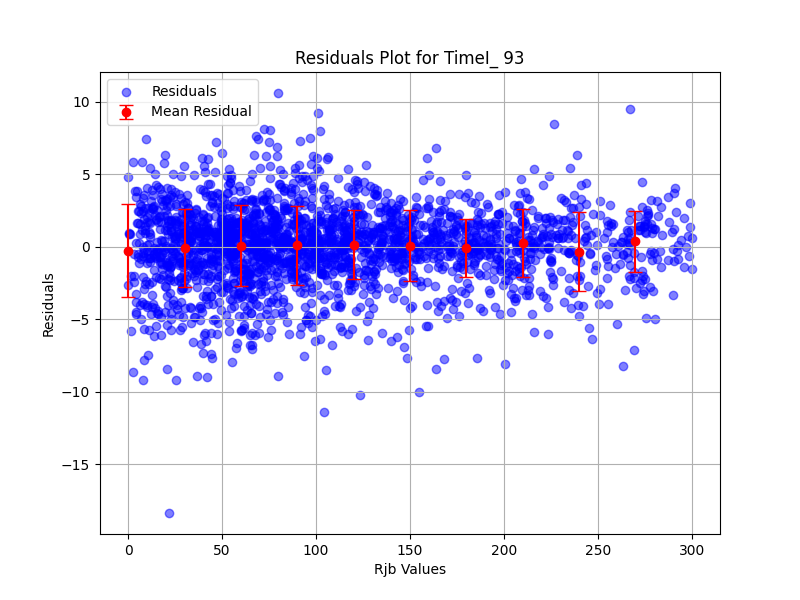 Residuals Plot for TimeI_ 93
Residuals
Mean Residual
10
5
0
−5
−10
−15
Residuals
0 50 100 150 200 250 300
Rjb Values